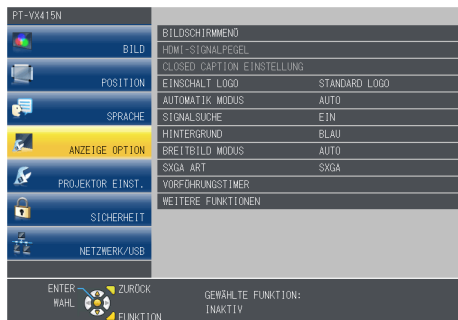 PT-VX415N
BILD
POSITION
SPRACHE
ANZEIGE OPTION
PROJEKTOR EINST.
SICHERHEIT
NETZWERK/USB
BILDSCHIRMMENÜ
HDMI-SIGNALPEGEL
CLOSED CAPTION EINSTELLUNG
EINSCHALT LOGO STANDARD LOGO
AUTOMATIK MODUS AUTO
SIGNALSUCHE EIN
HINTERGRUND BLAU
BREITBILD MODUS AUTO
SXGA ART SXGA
VORFÜHRUNGSTIMER
WEITERE FUNKTIONEN
ENTER ZURÜCK
WAHL
FUNKTION
GEWÄHLTE FUNKTION:
INAKTIV